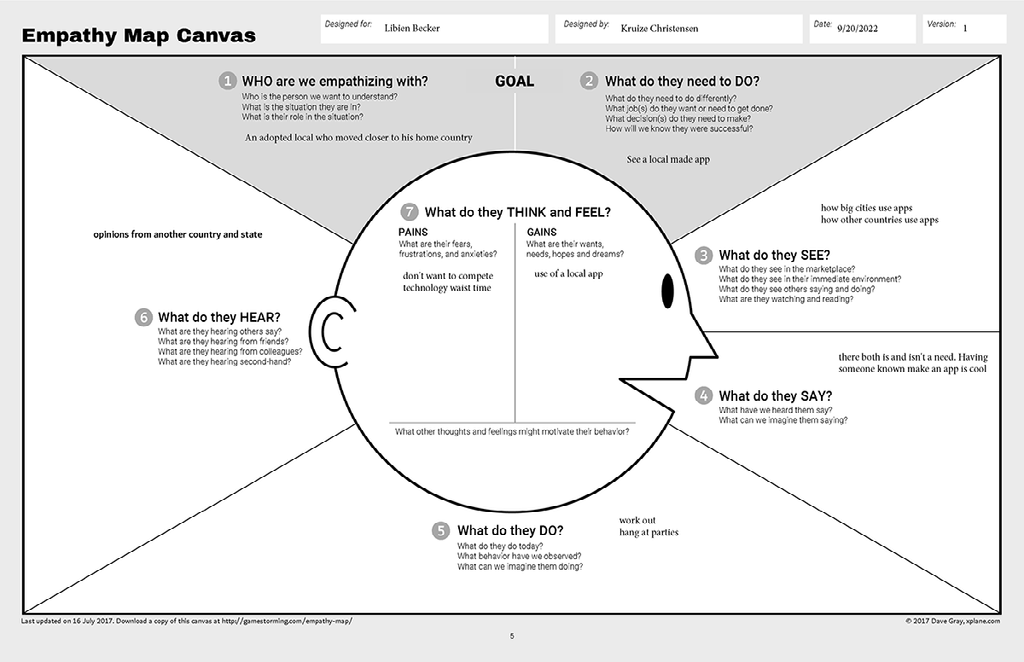 Empathy Map Canvas
Designed for: Libien Becker
Designed by: Kruize Christensen
Date: 9/20/2022
Version: 1
1 WHO are we empathizing with?
Who is the person we want to understand?
What is the situation they are in?
What is their role in the situation?
An adopted local who moved closer to his home country
GOAL
2 What do they need to DO?
What do they need to do differently?
What job(s) do they want or need to get done?
What decision(s) do they need to make?
How will we know they were successful?
See a local made app
how big cities use apps
how other countries use apps
3 What do they SEE?
What do they see in the marketplace?
What do they see in their immediate environment?
What do they see others saying and doing?
What are they watching and reading?
there both is and isn't a need. Having
someone known make an app is cool
4 What do they SAY?
What have we heard them say?
What can we imagine them saying?
5 What do they DO?
What do they do today?
What behavior have we observed?
What can we imagine them doing?
work out
hang at parties
opinions from another country and state
6 What do they HEAR?
What are they hearing others say?
What are they hearing from friends?
What are they hearing from colleagues?
What are they hearing second-hand?
7 What do they THINK and FEEL?
PAINS
What are their fears,
frustrations, and anxieties?
don't want to compete
technology waist time
GAINS
What are their wants,
needs, hopes and dreams?
use of a local app
What other thoughts and feelings might motivate their behavior?
Last updated on 16 July 2017. Download a copy of this canvas at http://gamestorming.com/empathy-map/
© 2017 Dave Gray, xplane.com
5